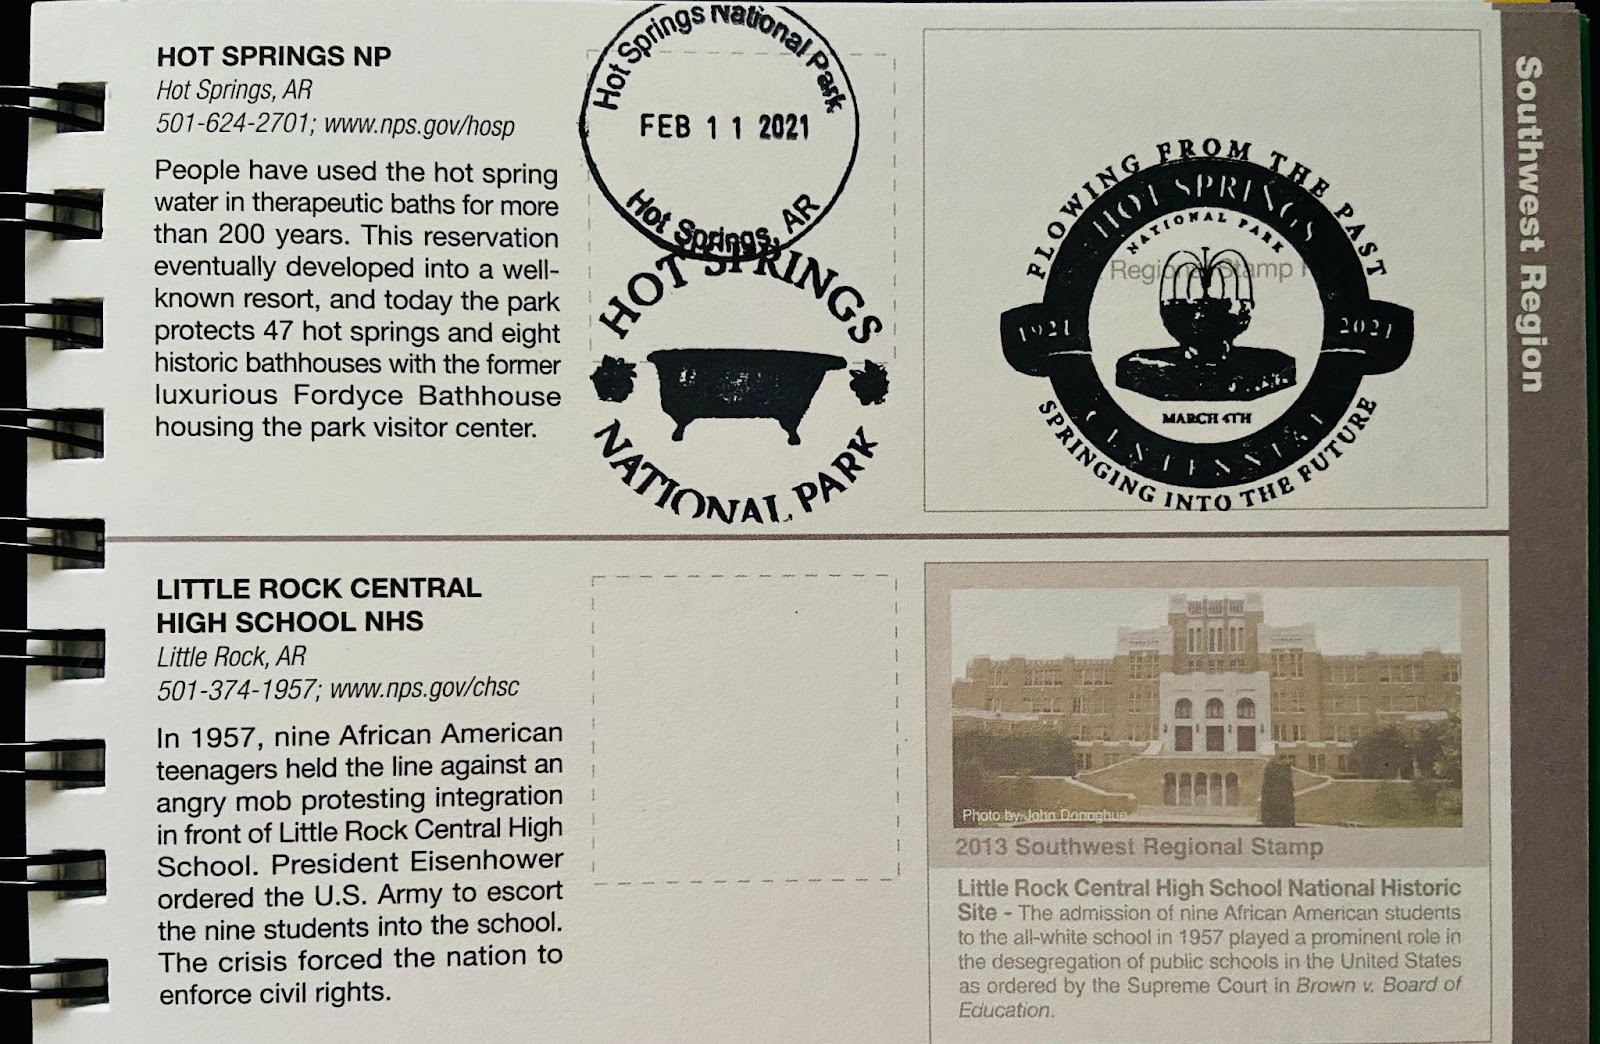 HOT SPRINGS NP
Hot Springs, AR
501-624-2701; www.nps.gov/hosp
People have used the hot spring
water in therapeutic baths for more
than 200 years. This reservation
eventually developed into a well-
known resort, and today the park
protects 47 hot springs and eight
historic bathhouses with the former
luxurious Fordyce Bathhouse
housing the park visitor center.
Hot Springs National Park
FEB 11 2021
Hot Springs, AR
HOT SPRINGS
NATIONAL PARK
FLOWING FROM THE PAST
HOT SPRINGS
NATIONAL PARK
Regional Stamp
1921
2021
MARCH 4TH
CENTENNIAL
SPRINGING INTO THE FUTURE
Southwest Region
LITTLE ROCK CENTRAL
HIGH SCHOOL NHS
Little Rock, AR
501-374-1957; www.nps.gov/chsc
In 1957, nine African American
teenagers held the line against an
angry mob protesting integration
in front of Little Rock Central High
School. President Eisenhower
ordered the U.S. Army to escort
the nine students into the school.
The crisis forced the nation to
enforce civil rights.
Photo by John Donoghue
2013 Southwest Regional Stamp
Little Rock Central High School National Historic
Site - The admission of nine African American students
to the all-white school in 1957 played a prominent role in
the desegregation of public schools in the United States
as ordered by the Supreme Court in Brown v. Board of
Education.